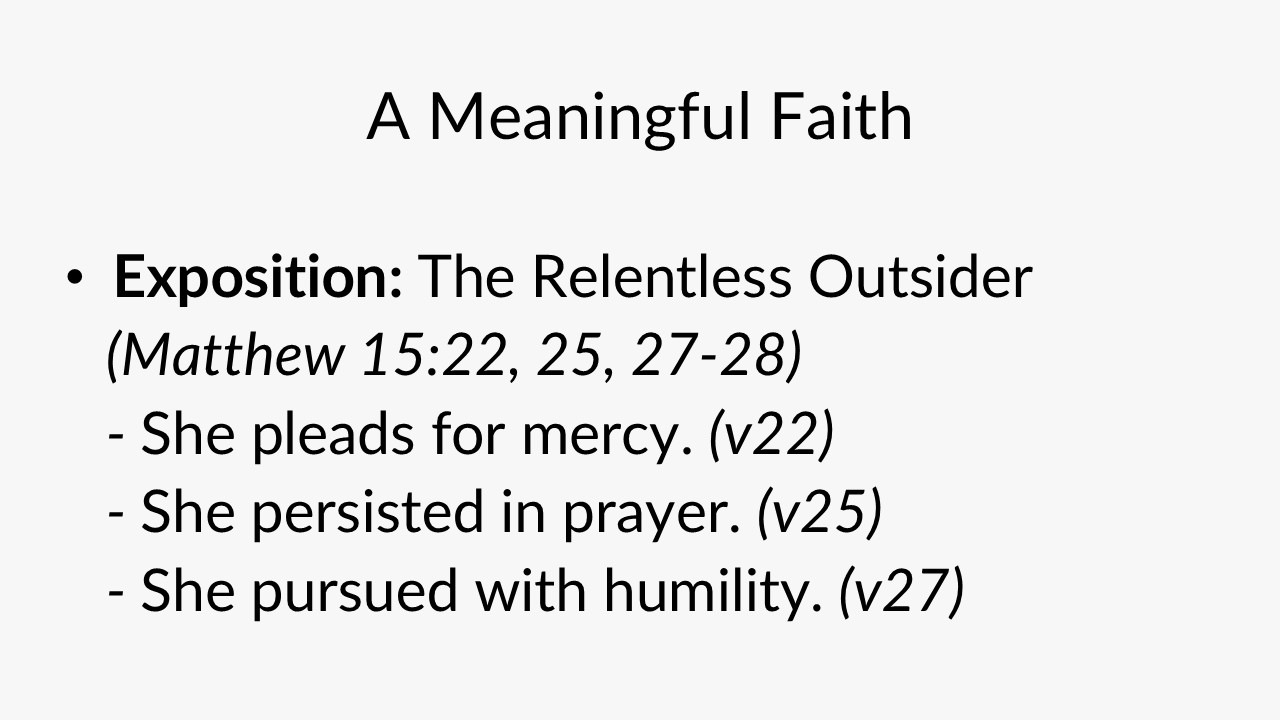 A Meaningful Faith
• Exposition: The Relentless Outsider
(Matthew 15:22, 25, 27-28)
- She pleads for mercy. (v22)
- She persisted in prayer. (v25)
- She pursued with humility. (v27)